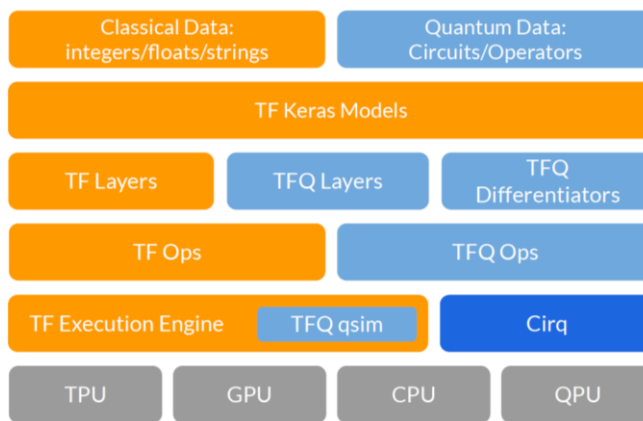 Classical Data:
integers/floats/strings
Quantum Data:
Circuits/Operators
TF Keras Models
TF Layers
TFQ Layers
TFQ
Differentiators
TF Ops
TFQ Ops
TF Execution Engine
TFQ qsim
Cirq
TPU
GPU
CPU
QPU